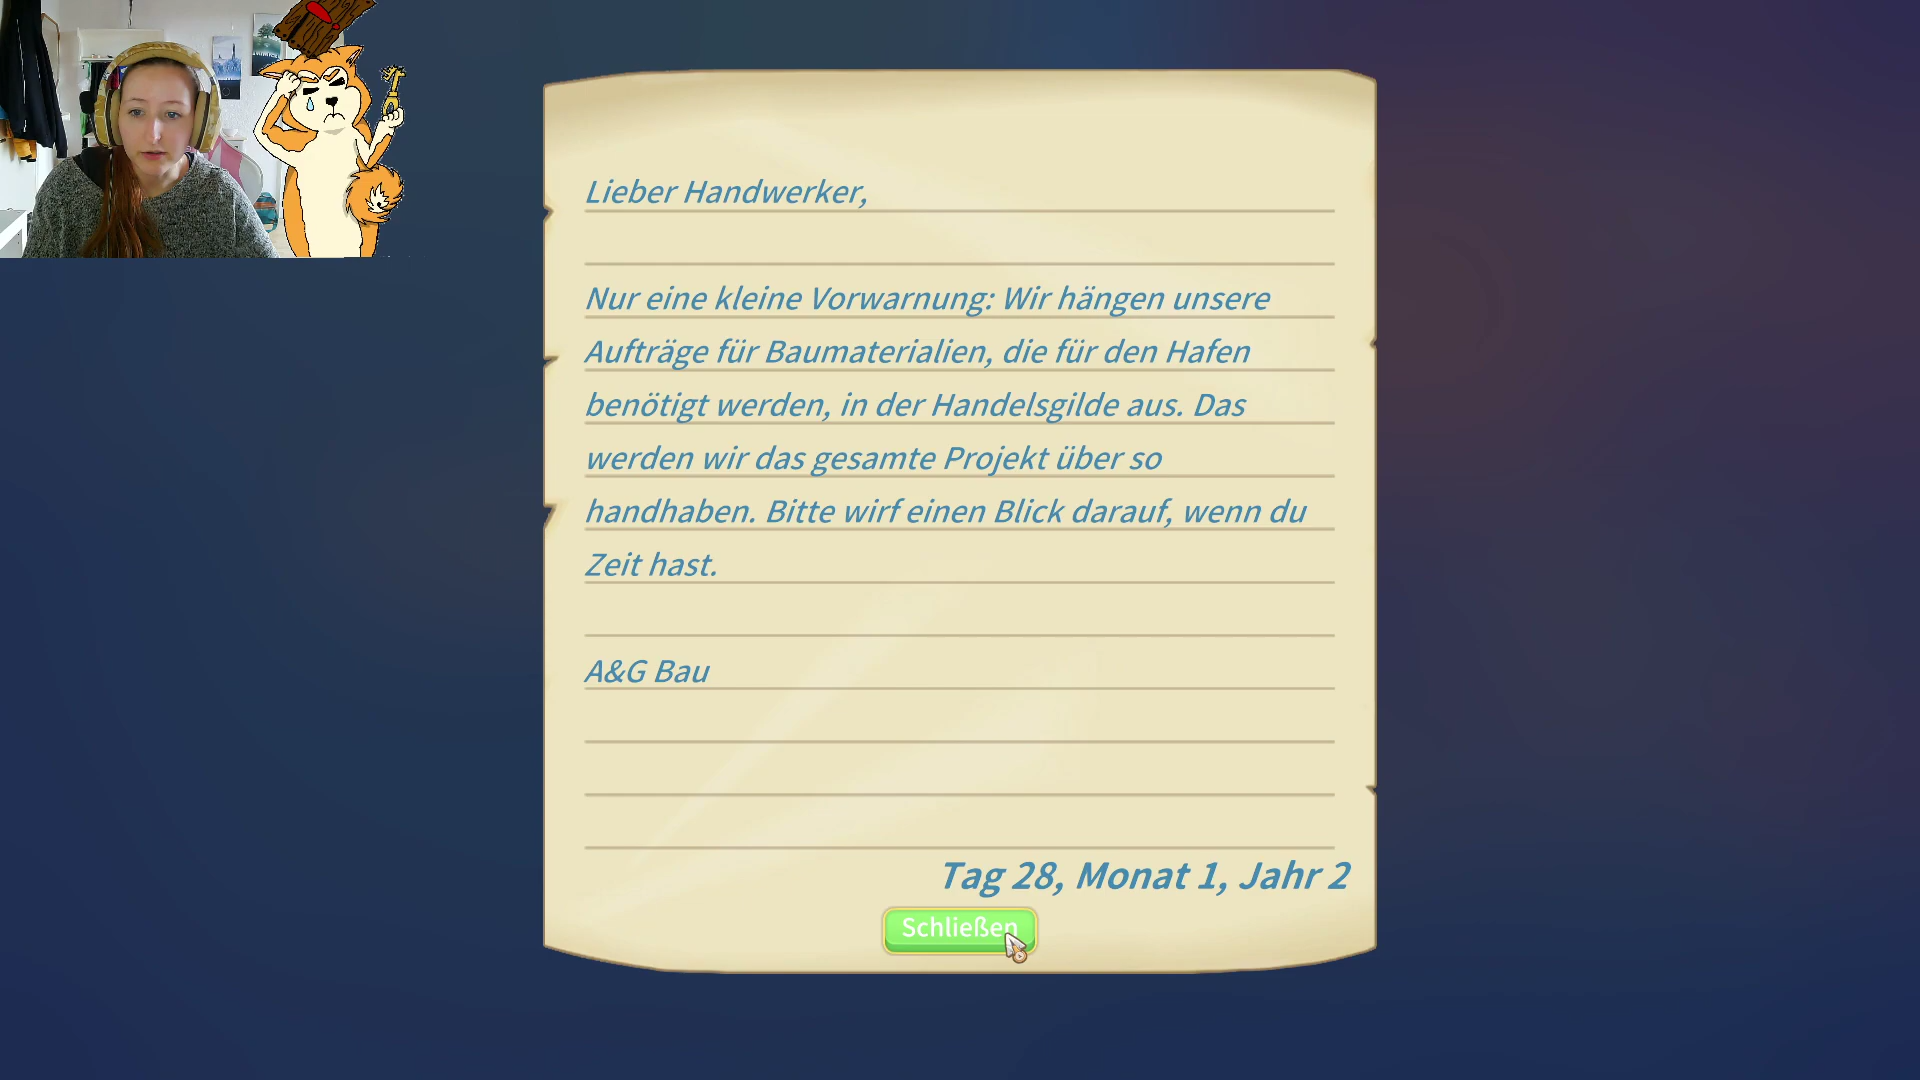 Lieber Handwerker,
Nur eine kleine Vorwarnung: Wir hängen unsere
Aufträge für Baumaterialien, die für den Hafen
benötigt werden, in der Handelsgilde aus. Das
werden wir das gesamte Projekt über so
handhaben. Bitte wirf einen Blick darauf, wenn du
Zeit hast.
A&G Bau
Tag 28, Monat 1, Jahr 2
Schließen